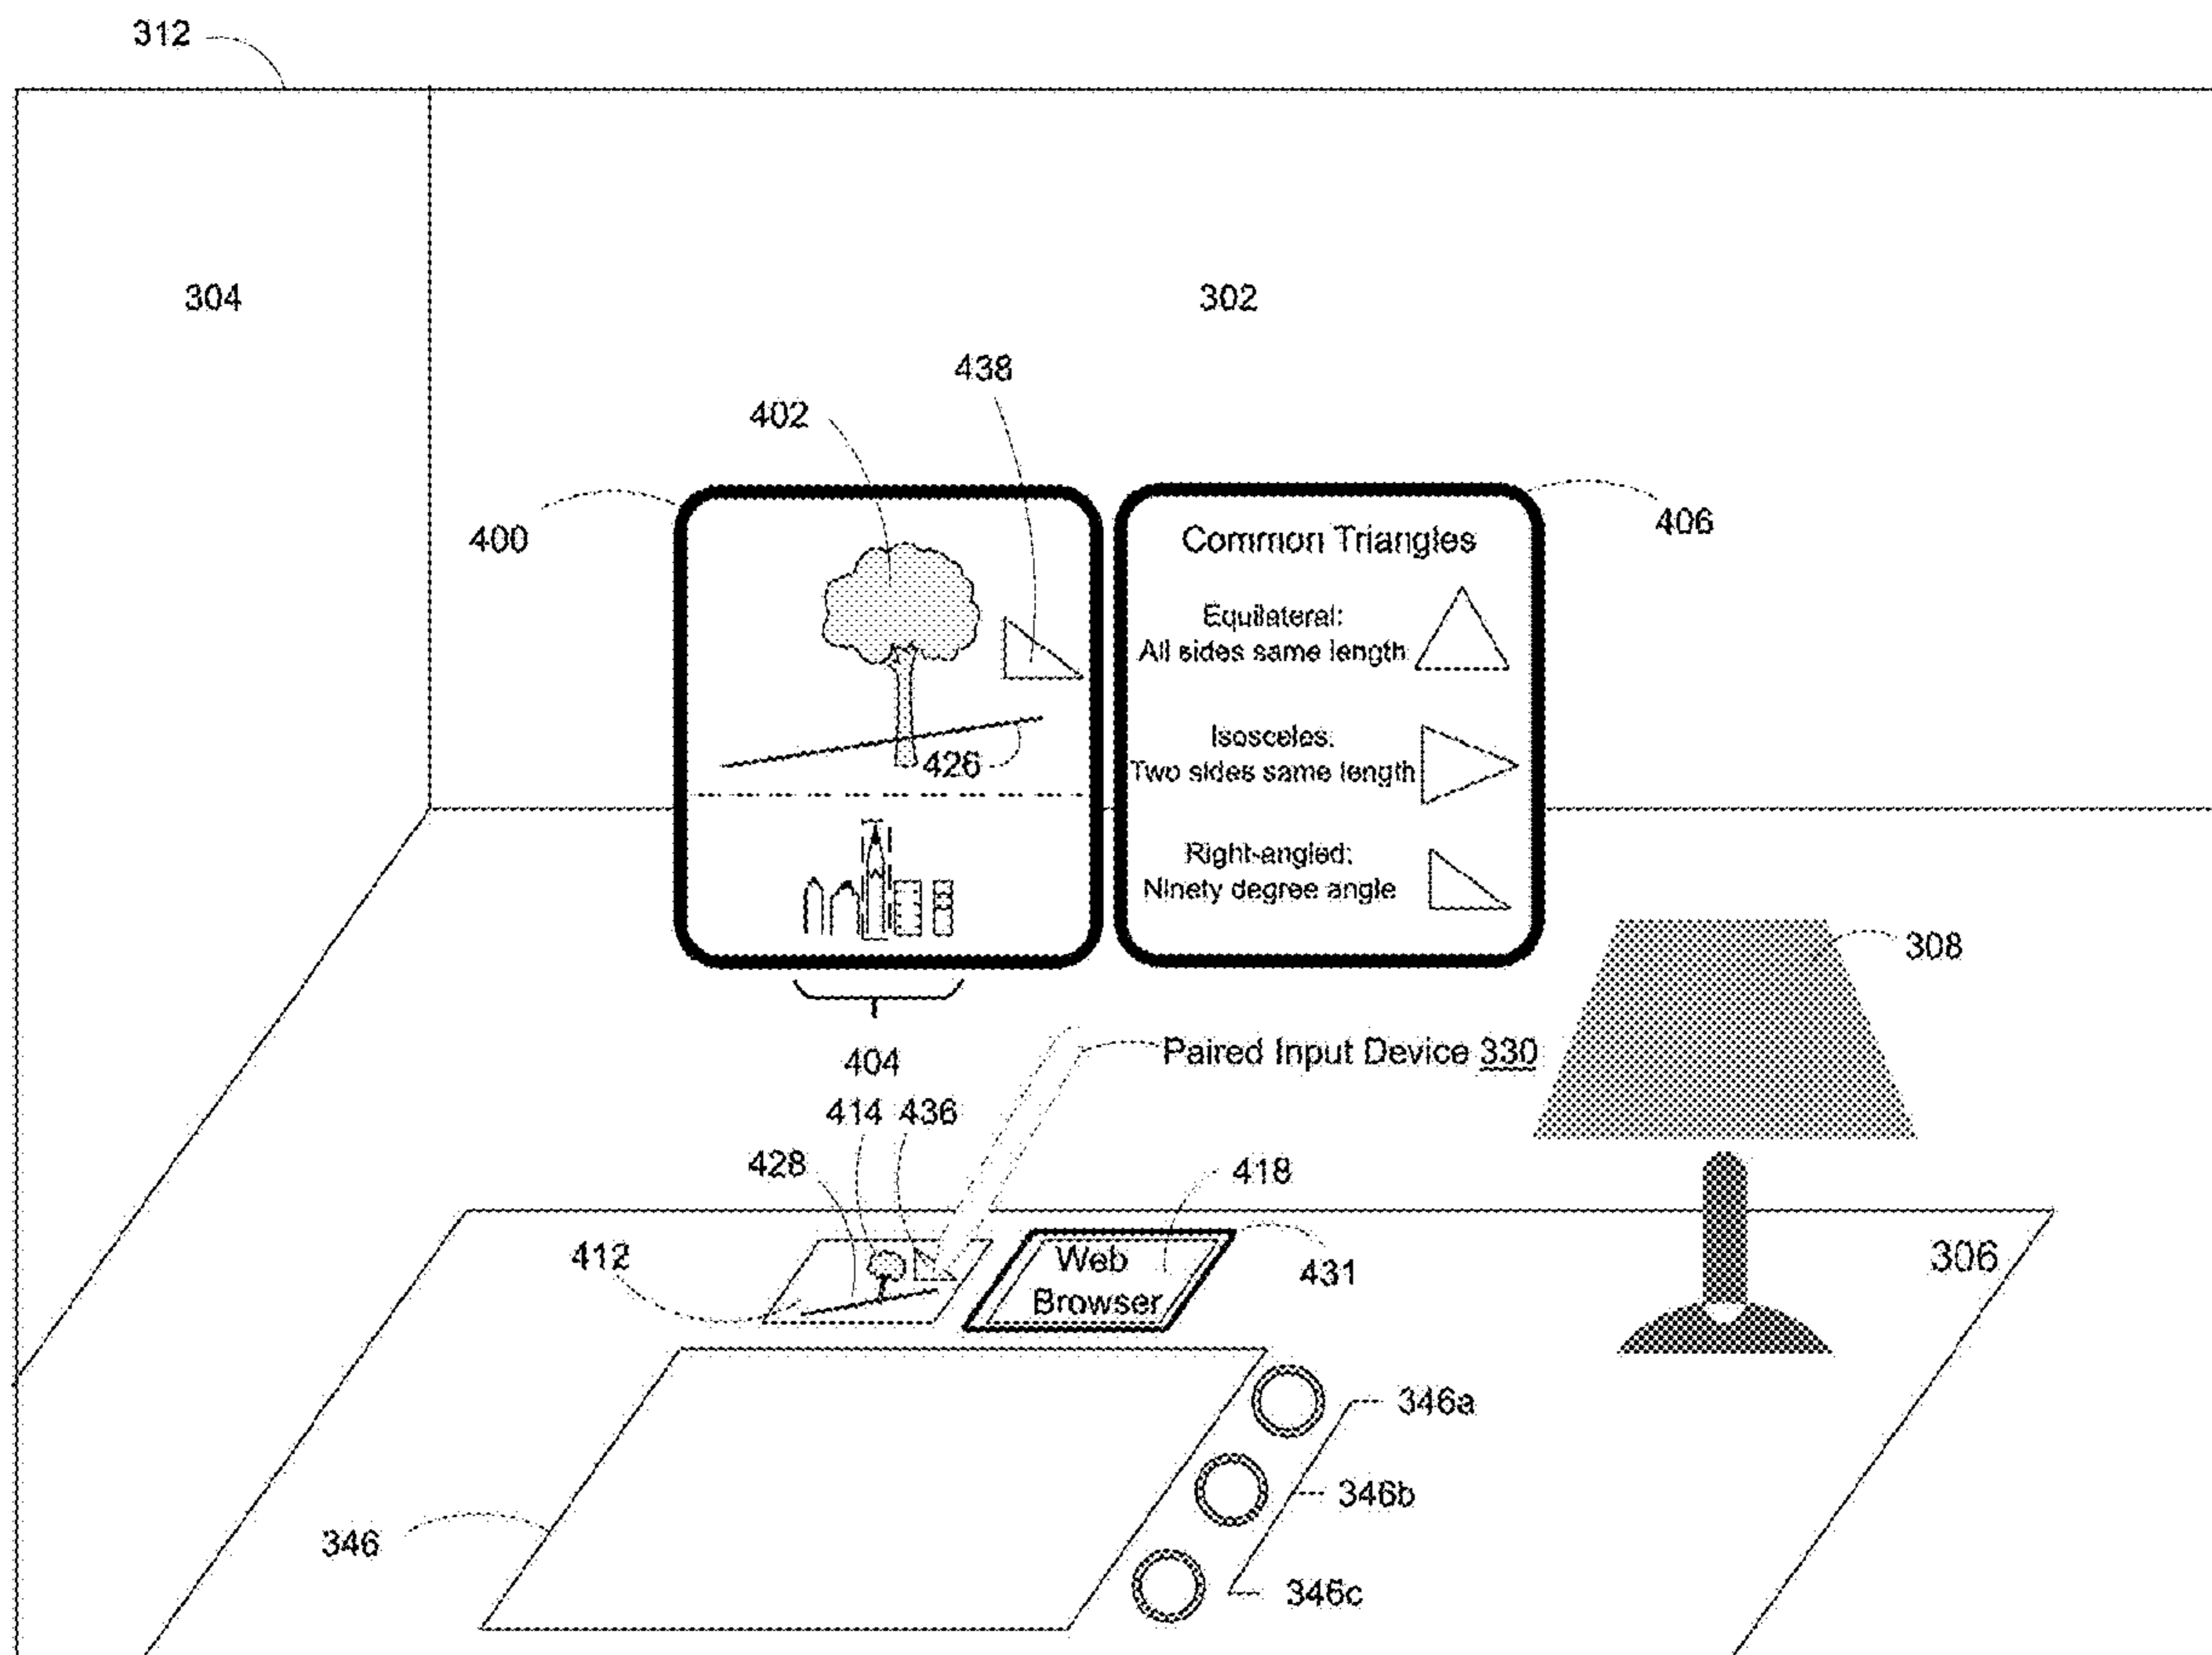 312
304
302
438
402
400
406
Common Triangles
Equilateral:
All sides same length
Isosceles:
Two sides same length
426
Right-angled:
Ninety degree angle
308
404
Paired Input Device 330
414 436
428
418
412
Web
Browser
431
306
346a
346b
346
346c